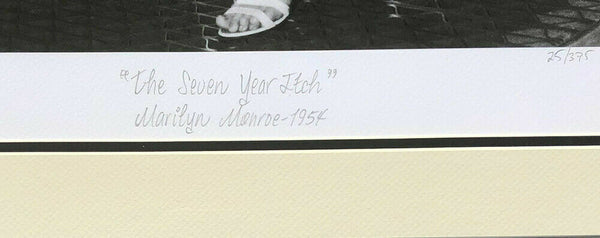 25/375
"The Seven Year Itch"
Marilyn Monroe-1954